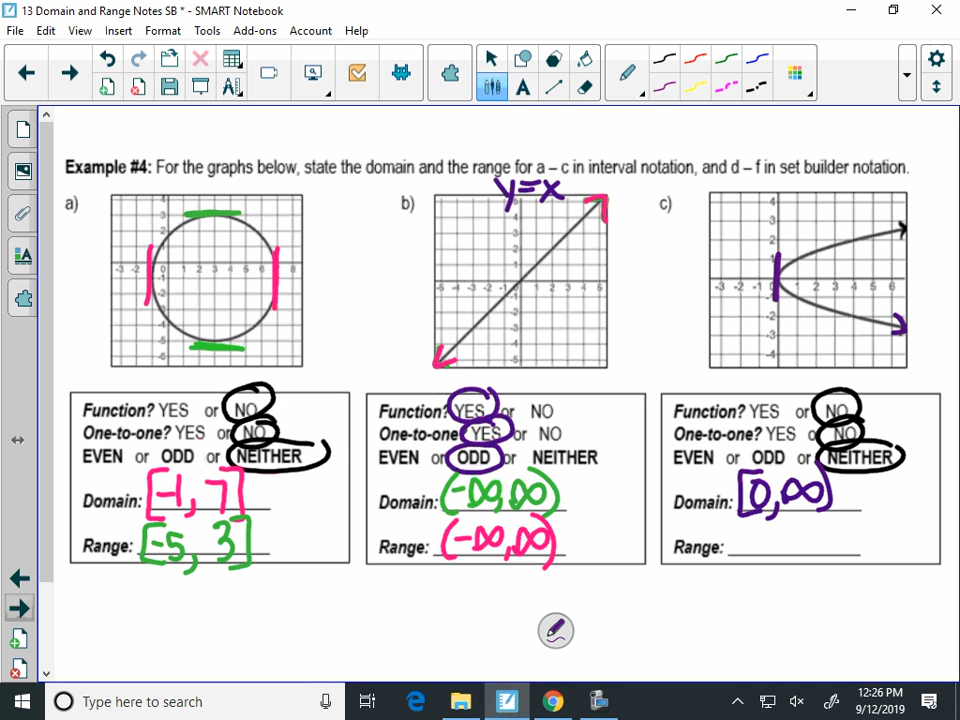 13 Domain and Range Notes SB * - SMART Notebook
File Edit View Insert Format Tools Add-ons Account Help
Example #4: For the graphs below, state the domain and the range for a – c in interval notation, and d – f in set builder notation.
a)
b)
y=x
c)
Function? YES or NO
One-to-one? YES or NO
EVEN or ODD or NEITHER
Domain: [-1, 7]
Range: [-5, 3]
Function? YES or NO
One-to-one YES or NO
EVEN or ODD or NEITHER
Domain: (-∞,∞)
Range: (-∞,∞)
Function? YES or NO
One-to-one? YES or NO
EVEN or ODD or NEITHER
Domain: [0,∞)
Range:
Type here to search
12:26 PM
9/12/2019